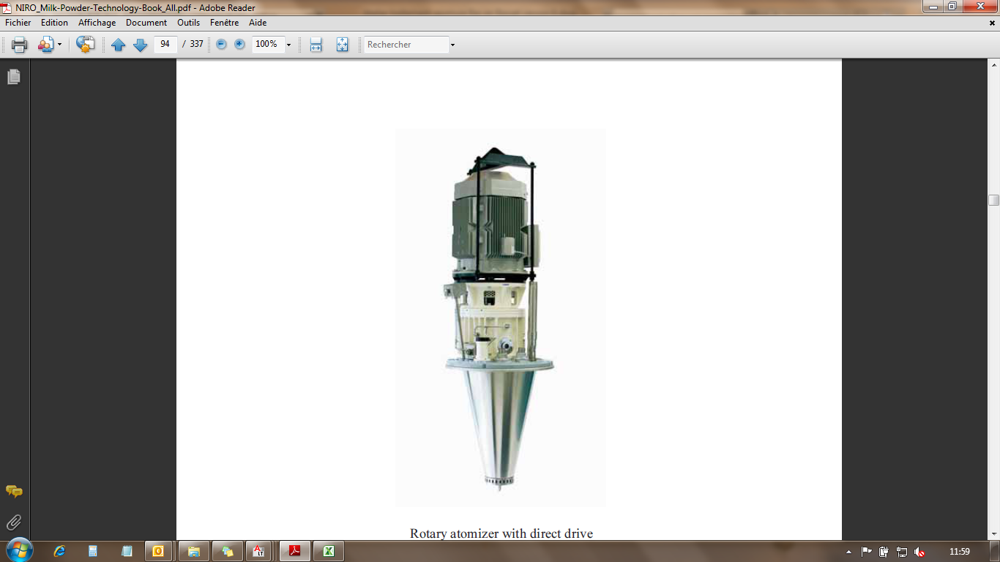 NIRO_Milk-Powder-Technology-Book_All.pdf - Adobe Reader
Fichier Edition Affichage Document Outils Fenêtre Aide
94 / 337 100% Rechercher
Rotary atomizer with direct drive
11:59